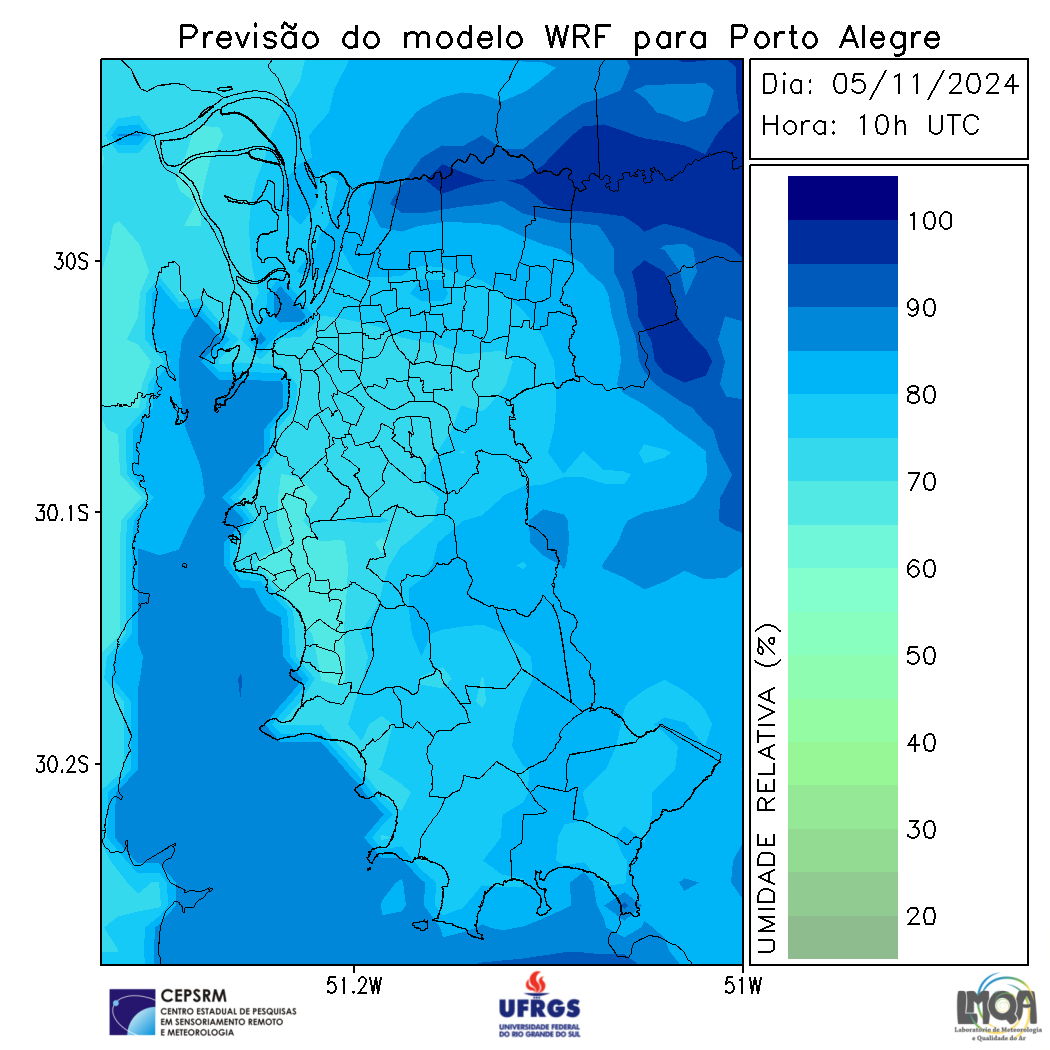 Previsão do modelo WRF para Porto Alegre
Dia: 05/11/2024
Hora: 10h UTC
100
90
80
70
60
50
40
30
20
UMIDADE RELATIVA (%)
30S
30.1S
30.2S
51.2W
51W
CEPSRM
CENTRO ESTADUAL DE PESQUISAS
EM SENSORIAMENTO REMOTO
E METEOROLOGIA
UFRGS
UNIVERSIDADE FEDERAL
DO RIO GRANDE DO SUL
LMQA
Laboratório de Meteorologia
e Qualidade do Ar